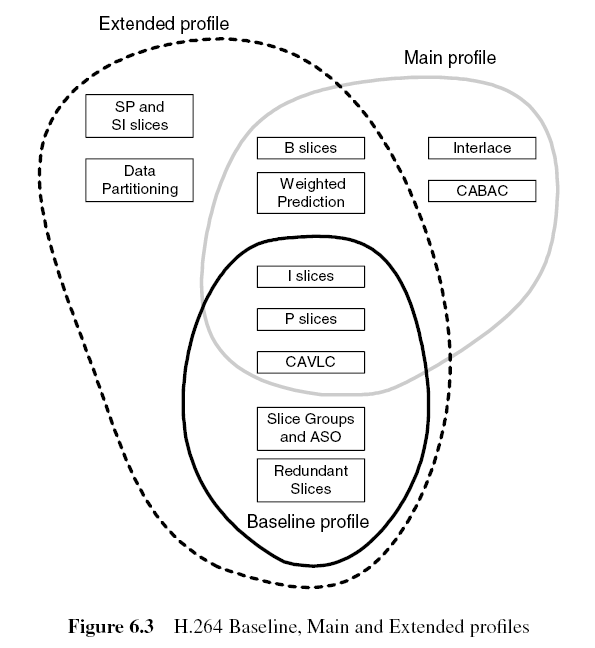 Extended profile
Main profile
SP and
SI slices
B slices
Interlace
Data
Partitioning
Weighted
Prediction
CABAC
I slices
P slices
CAVLC
Slice Groups
and ASO
Redundant
Slices
Baseline profile
Figure 6.3 H.264 Baseline, Main and Extended profiles